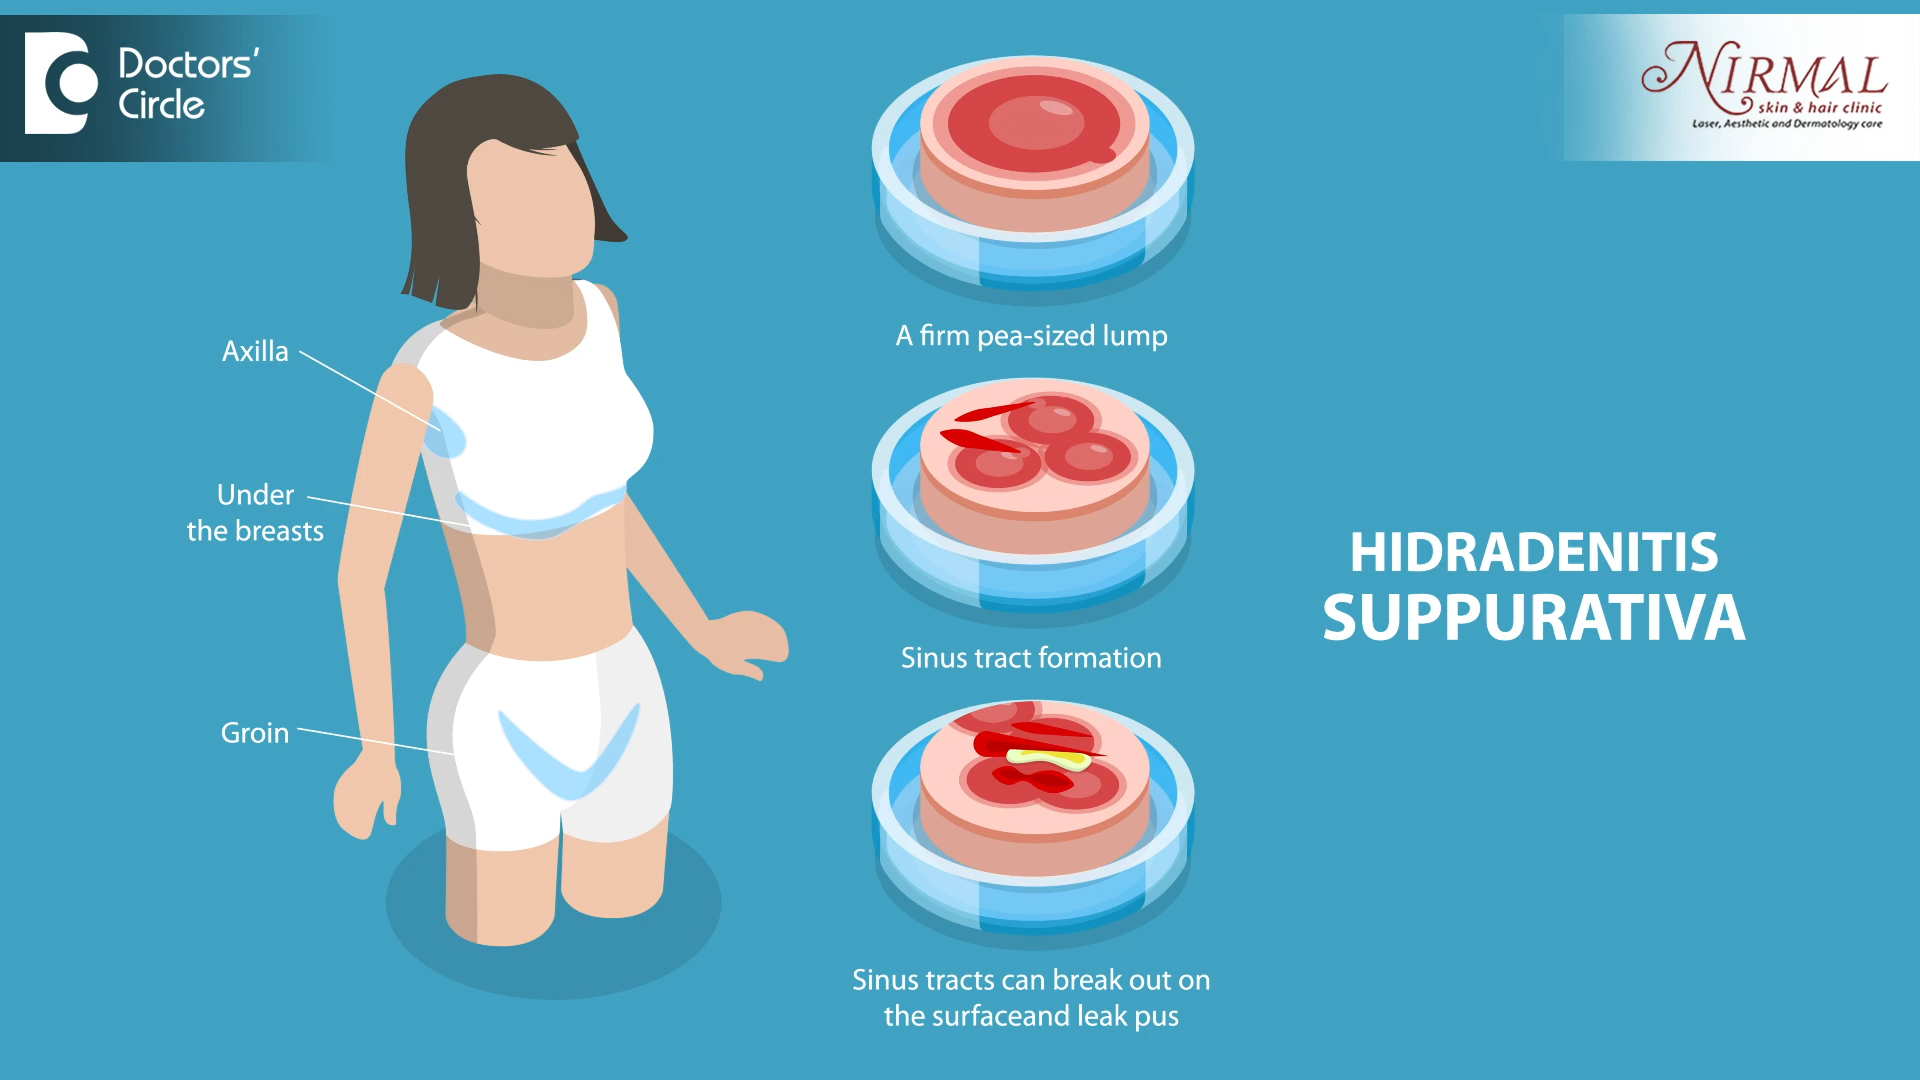 Doctors'
Circle
NIRMAL
skin & hair clinic
Laser, Aesthetic and Dermatology care
Axilla
Under
the breasts
Groin
A firm pea-sized lump
Sinus tract formation
Sinus tracts can break out on
the surfaceand leak pus
HIDRADENITIS
SUPPURATIVA